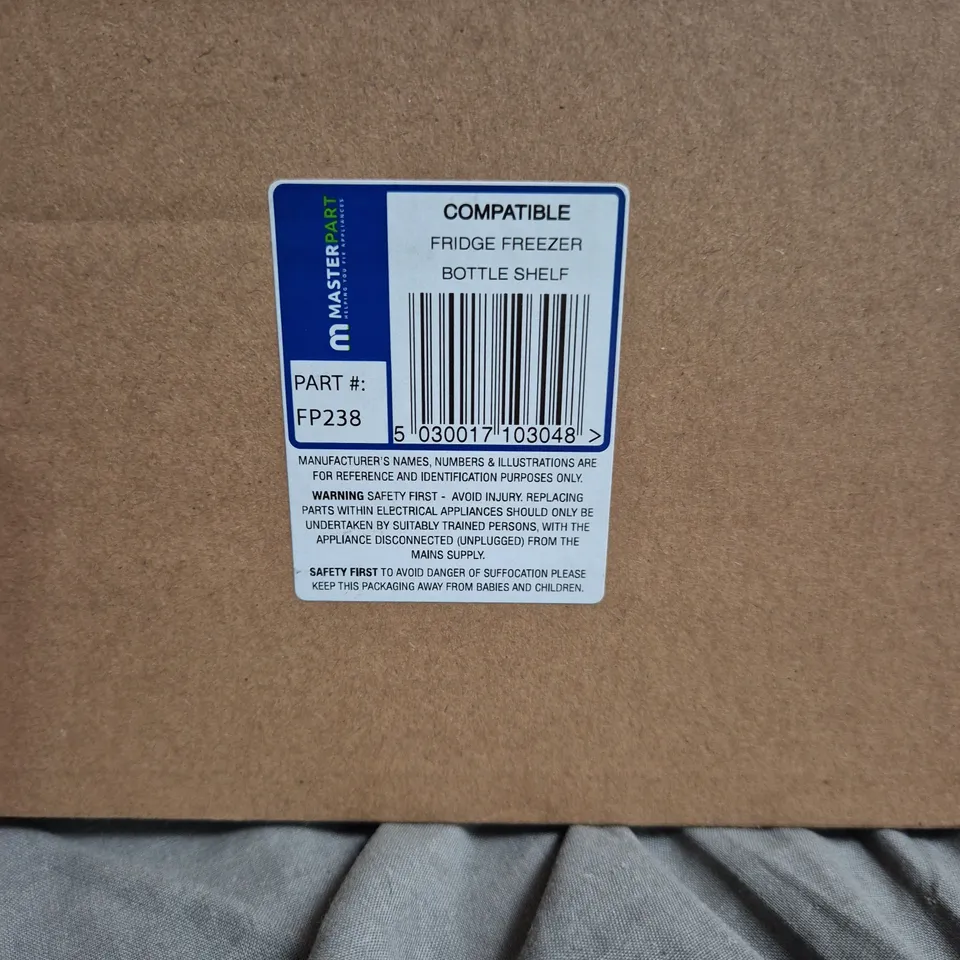 MASTERPART
HELPING YOU FIX APPLIANCES
COMPATIBLE
FRIDGE FREEZER
BOTTLE SHELF
PART #:
FP238
5 030017 103048 >
MANUFACTURER'S NAMES, NUMBERS & ILLUSTRATIONS ARE
FOR REFERENCE AND IDENTIFICATION PURPOSES ONLY.
WARNING SAFETY FIRST - AVOID INJURY. REPLACING
PARTS WITHIN ELECTRICAL APPLIANCES SHOULD ONLY BE
UNDERTAKEN BY SUITABLY TRAINED PERSONS, WITH THE
APPLIANCE DISCONNECTED (UNPLUGGED) FROM THE
MAINS SUPPLY.
SAFETY FIRST TO AVOID DANGER OF SUFFOCATION PLEASE
KEEP THIS PACKAGING AWAY FROM BABIES AND CHILDREN.